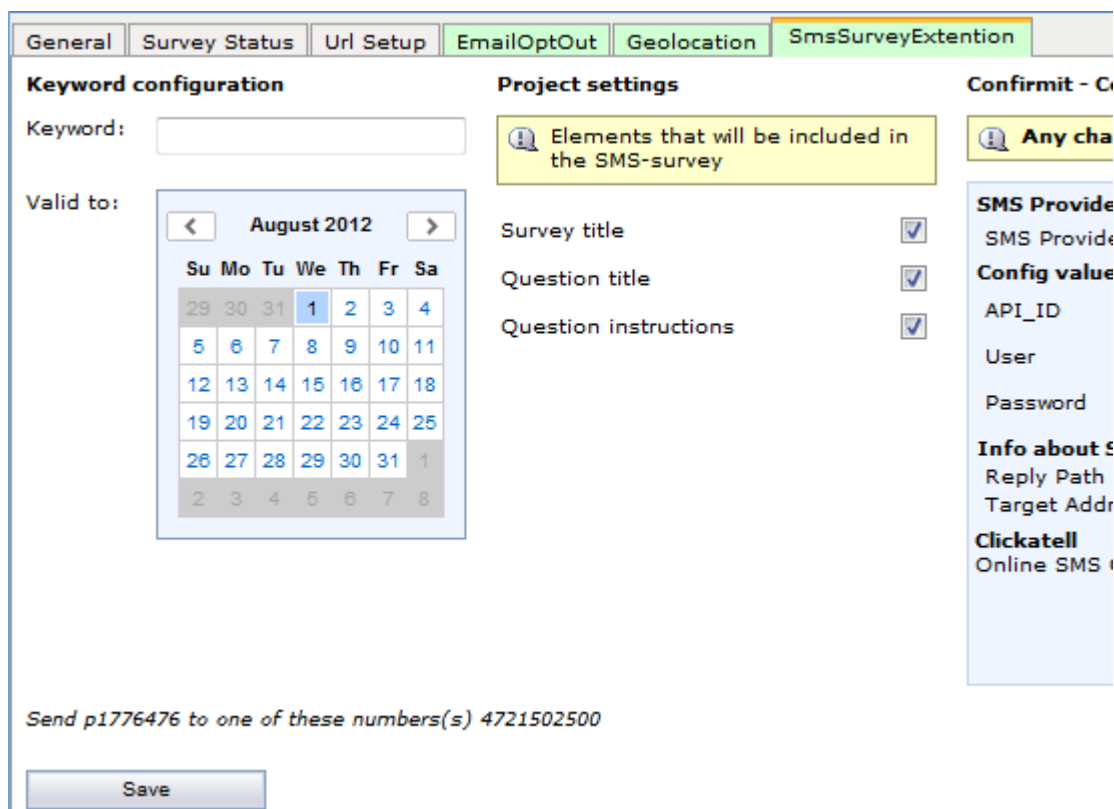 General Survey Status Url Setup EmailOptOut Geolocation SmsSurveyExtention
Keyword configuration
Keyword:
Valid to:
August 2012
Su Mo Tu We Th Fr Sa
29 30 31 1 2 3 4
5 6 7 8 9 10 11
12 13 14 15 16 17 18
19 20 21 22 23 24 25
26 27 28 29 30 31 1
2 3 4 5 6 7 8
Project settings
Elements that will be included in
the SMS-survey
Survey title
Question title
Question instructions
Confirmit - Co
Any cha
SMS Provide
SMS Provide
Config value
API_ID
User
Password
Info about S
Reply Path
Target Addr
Clickatell
Online SMS
Send p1776476 to one of these numbers(s) 4721502500
Save